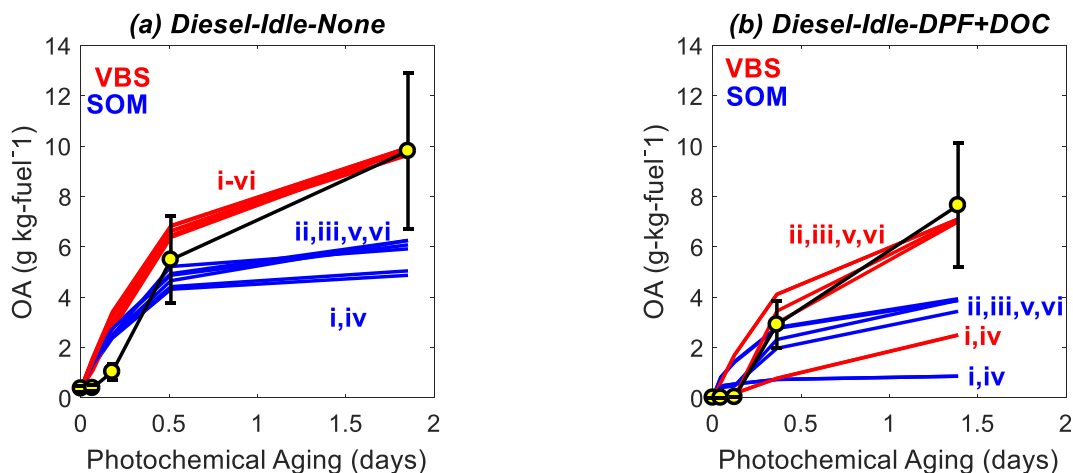 (a) Diesel-Idle-None
14
12
10
8
6
4
2
0
OA (g kg-fuel-1)
VBS
SOM
i-vi
ii,iii,v,vi
i,iv
0 0.5 1 1.5 2
Photochemical Aging (days)
(b) Diesel-Idle-DPF+DOC
14
12
10
8
6
4
2
0
OA (g-kg-fuel-1)
VBS
SOM
ii,iii,v,vi
ii,iii,v,vi
i,iv
i,iv
0 0.5 1 1.5 2
Photochemical Aging (days)